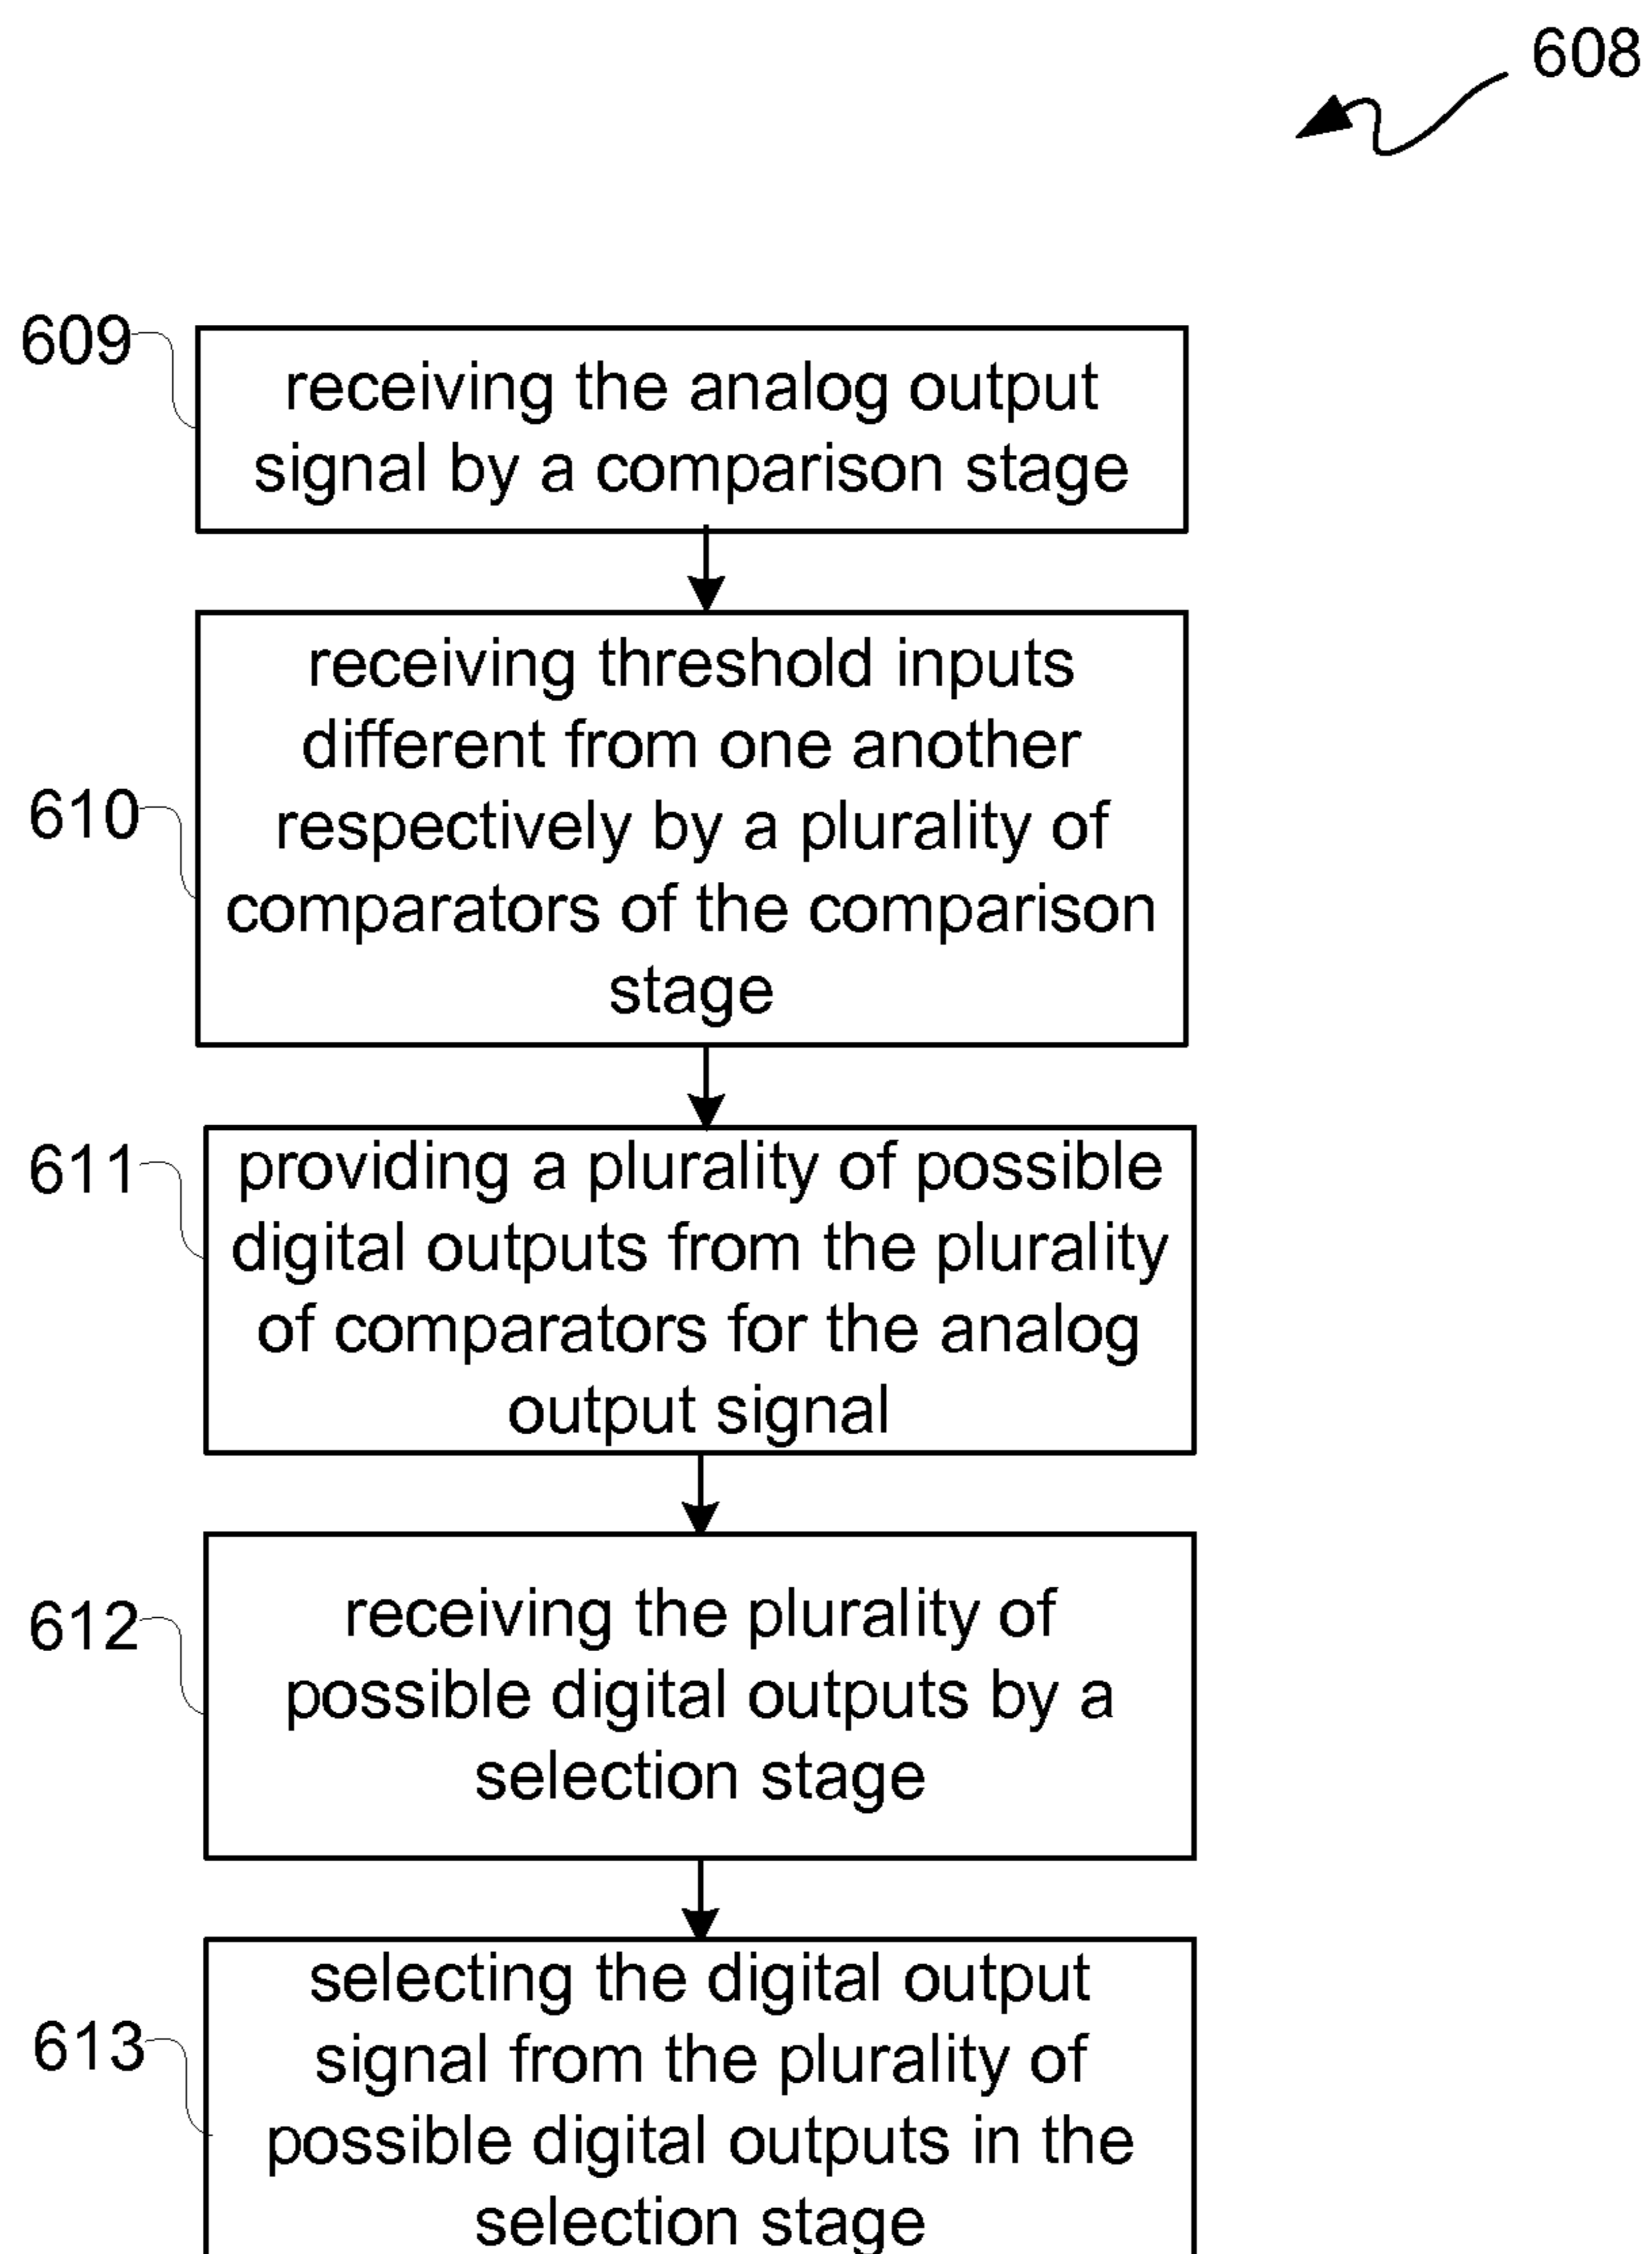 608
609
receiving the analog output
signal by a comparison stage
610
receiving threshold inputs
different from one another
respectively by a plurality of
comparators of the comparison
stage
611
providing a plurality of possible
digital outputs from the plurality
of comparators for the analog
output signal
612
receiving the plurality of
possible digital outputs by a
selection stage
613
selecting the digital output
signal from the plurality of
possible digital outputs in the
selection stage